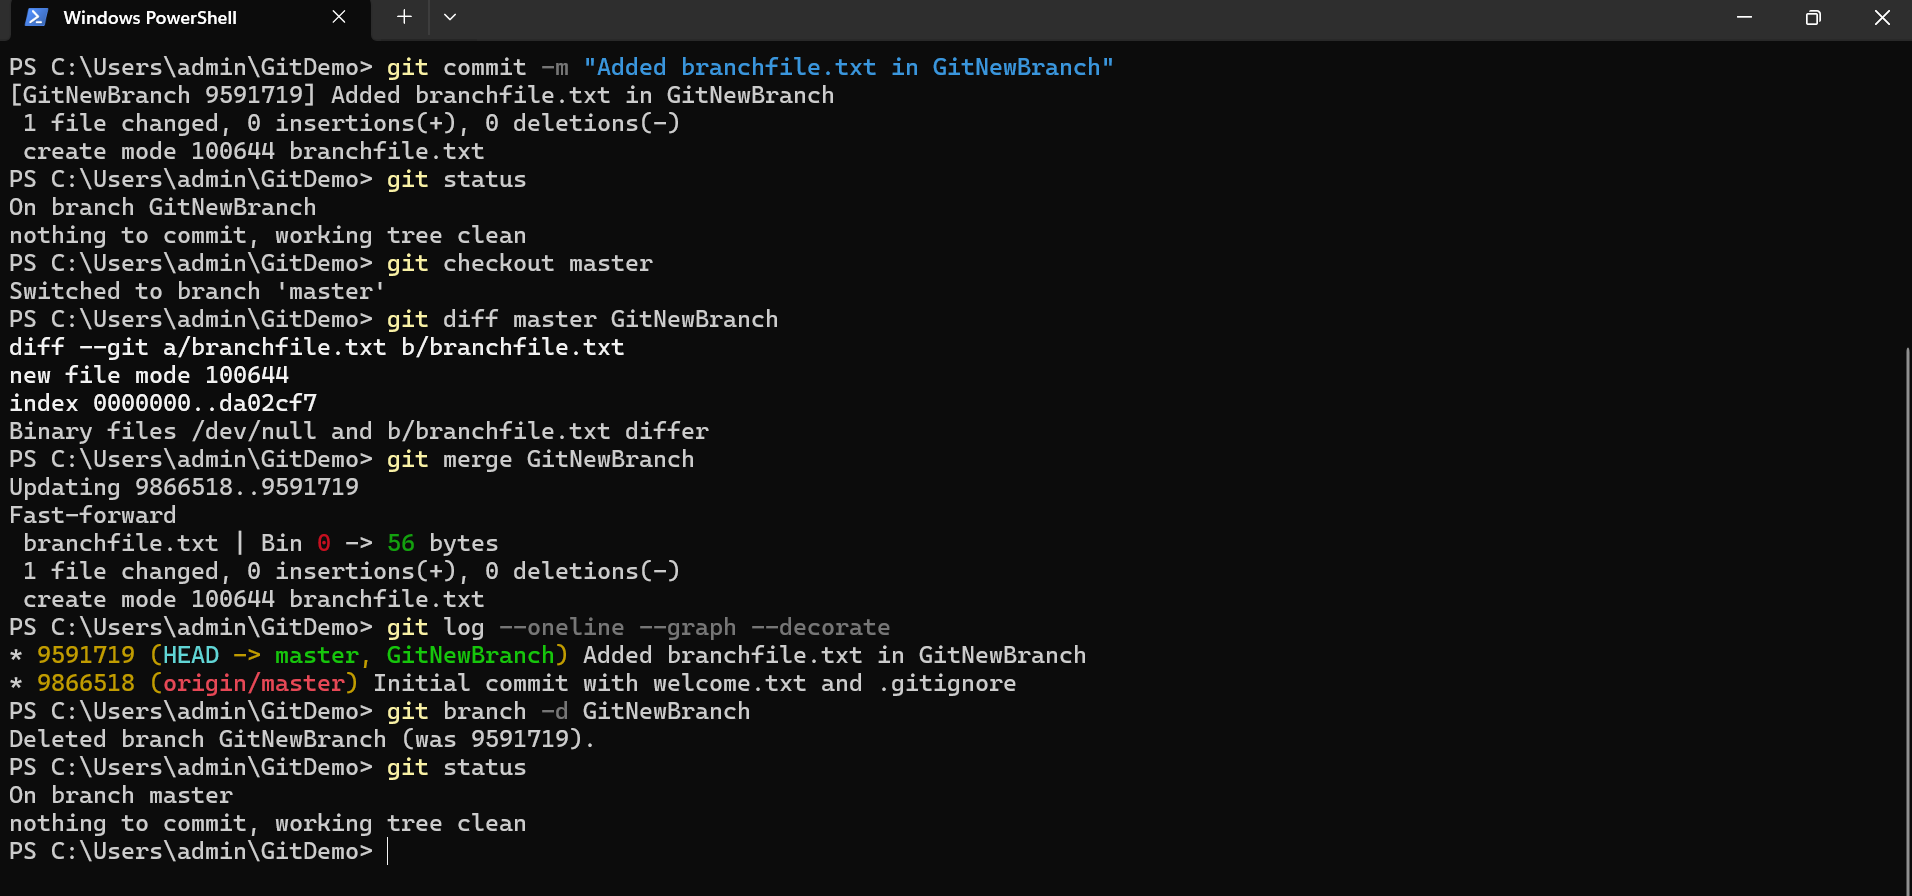 Windows PowerShell
PS C:\Users\admin\GitDemo> git commit -m "Added branchfile.txt in GitNewBranch"
[GitNewBranch 9591719] Added branchfile.txt in GitNewBranch
 1 file changed, 0 insertions(+), 0 deletions(-)
 create mode 100644 branchfile.txt
PS C:\Users\admin\GitDemo> git status
On branch GitNewBranch
nothing to commit, working tree clean
PS C:\Users\admin\GitDemo> git checkout master
Switched to branch 'master'
PS C:\Users\admin\GitDemo> git diff master GitNewBranch
diff --git a/branchfile.txt b/branchfile.txt
new file mode 100644
index 0000000..da02cf7
Binary files /dev/null and b/branchfile.txt differ
PS C:\Users\admin\GitDemo> git merge GitNewBranch
Updating 9866518..9591719
Fast-forward
 branchfile.txt | Bin 0 -> 56 bytes
 1 file changed, 0 insertions(+), 0 deletions(-)
 create mode 100644 branchfile.txt
PS C:\Users\admin\GitDemo> git log --oneline --graph --decorate
* 9591719 (HEAD -> master, GitNewBranch) Added branchfile.txt in GitNewBranch
* 9866518 (origin/master) Initial commit with welcome.txt and .gitignore
PS C:\Users\admin\GitDemo> git branch -d GitNewBranch
Deleted branch GitNewBranch (was 9591719).
PS C:\Users\admin\GitDemo> git status
On branch master
nothing to commit, working tree clean
PS C:\Users\admin\GitDemo>